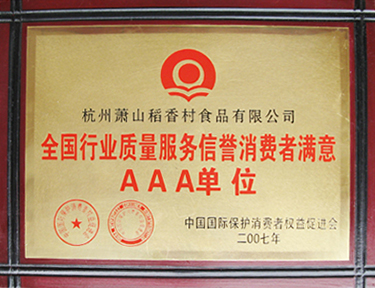 杭州萧山稻香村食品有限公司
全国行业质量服务信誉消费者满意
AAA单位
中国国际保护消费者权益促进会
二OO七年